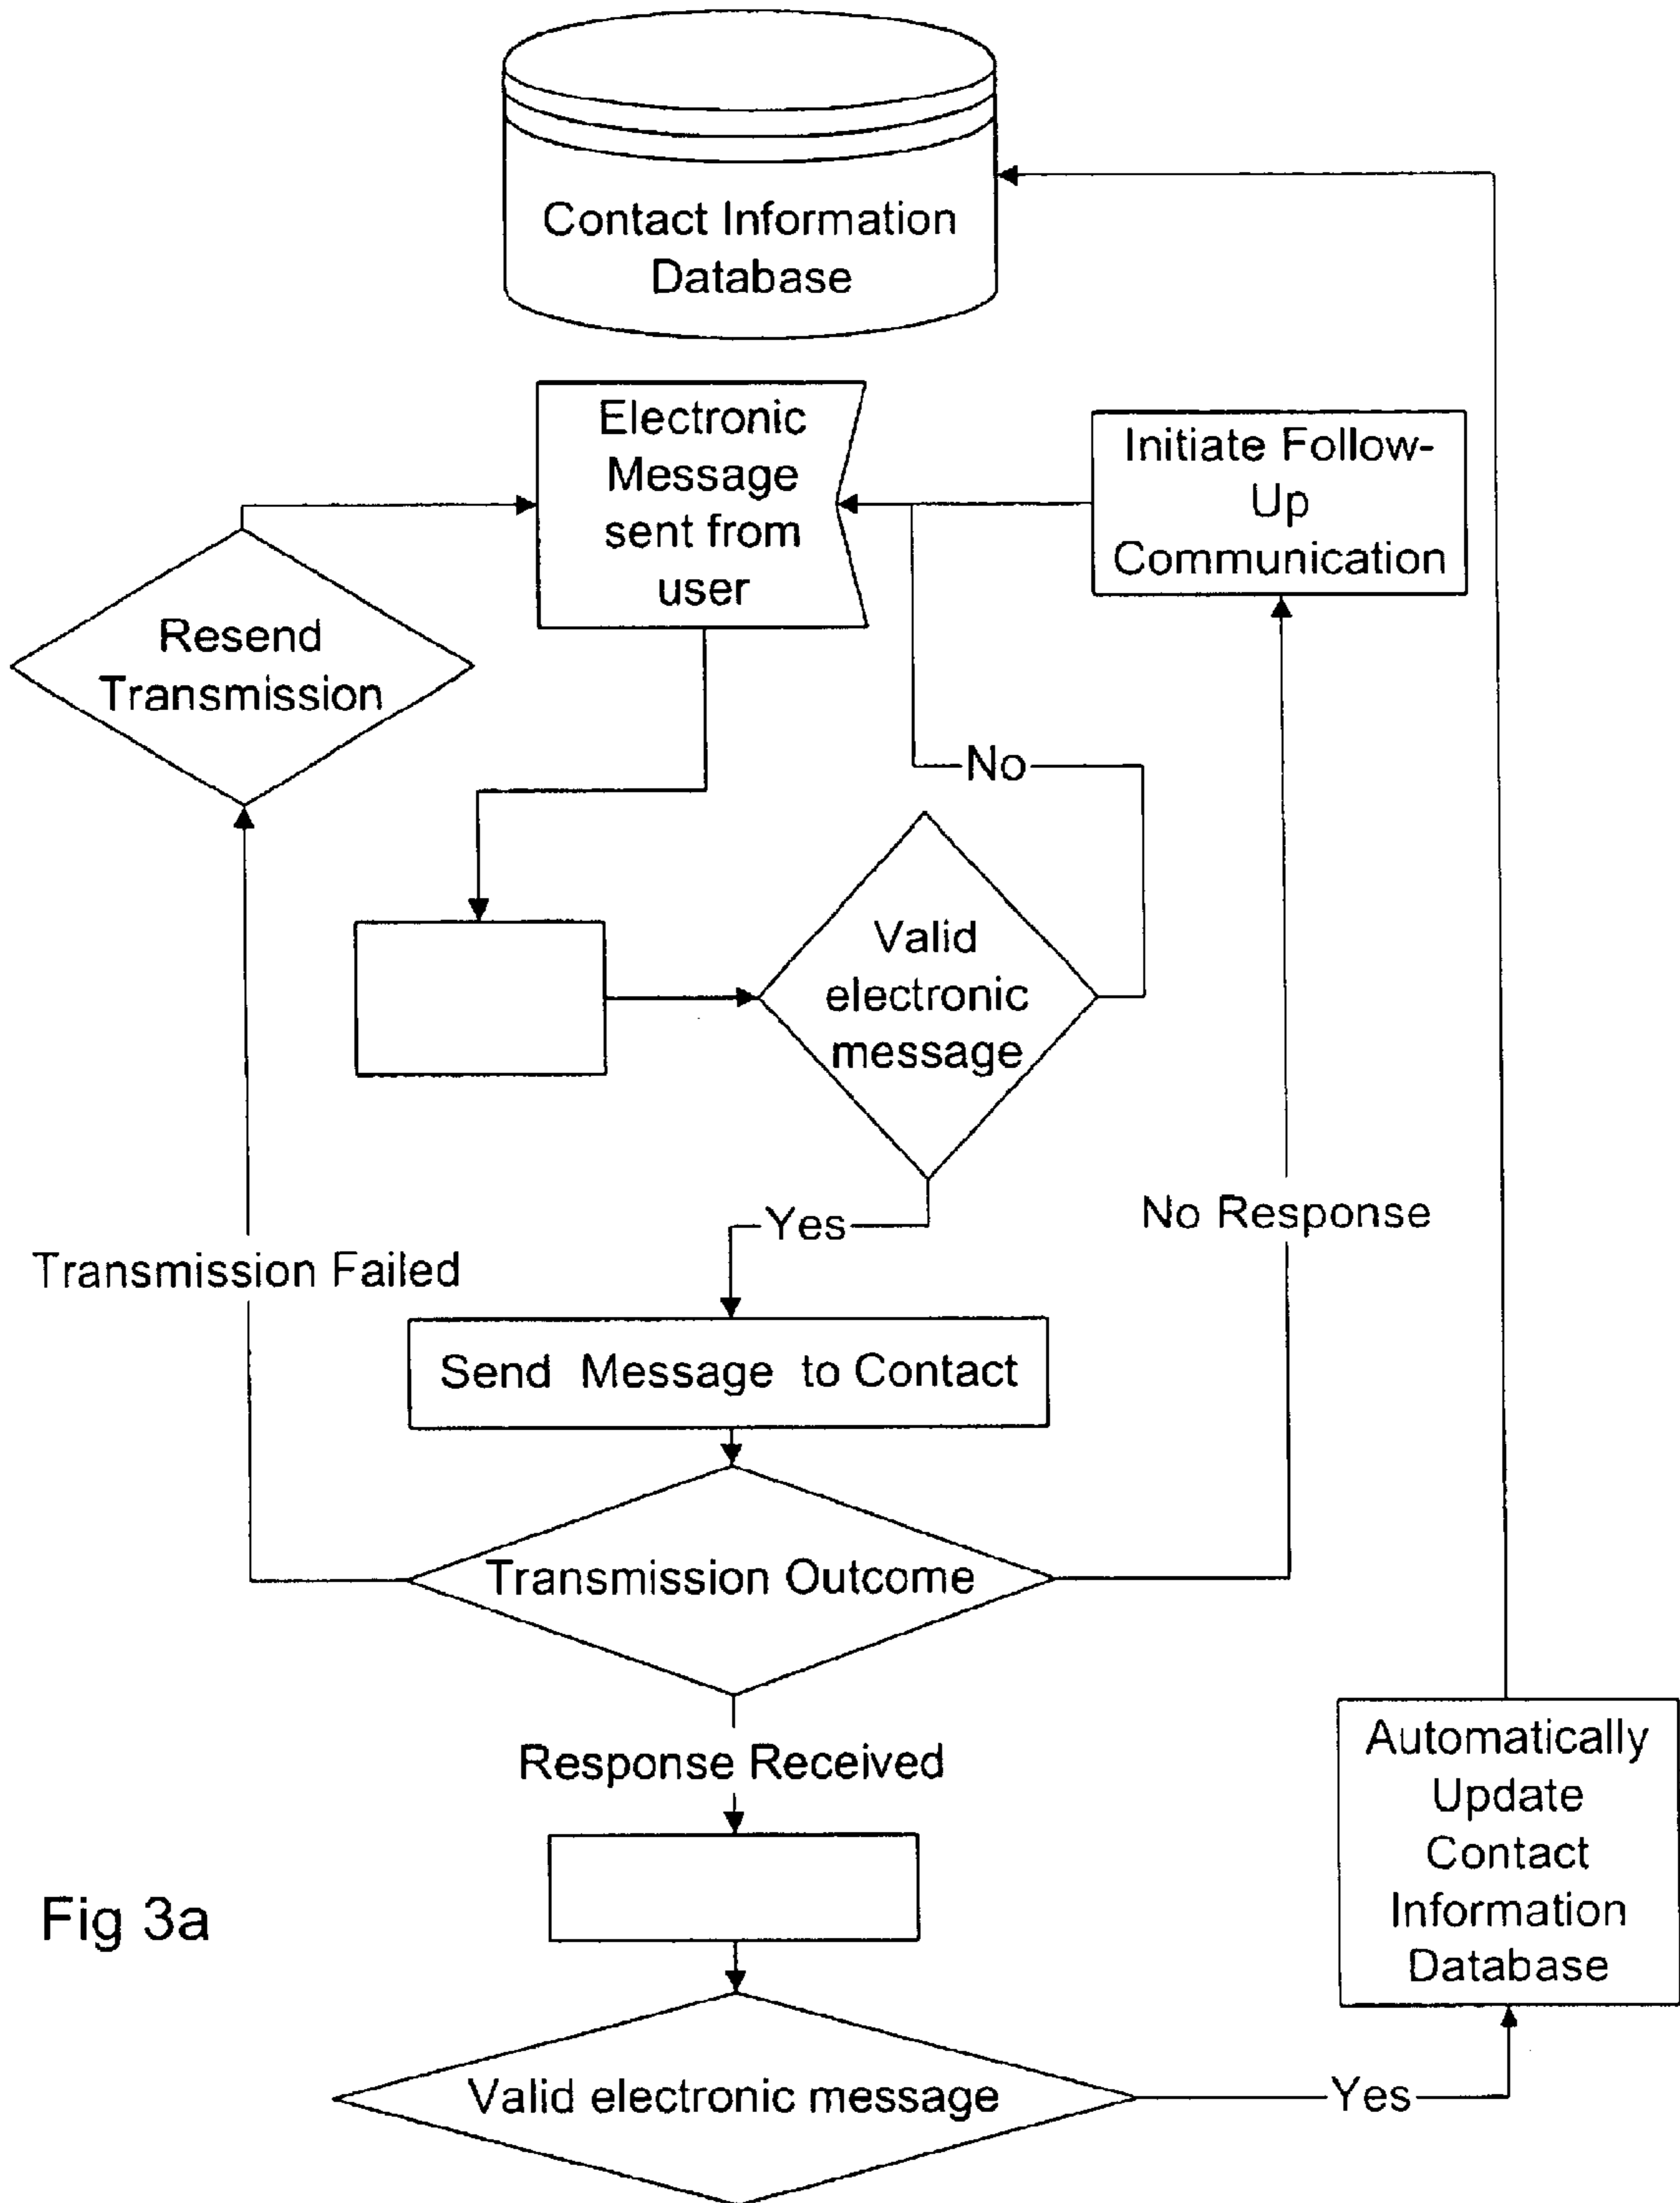 Contact Information
Database
Electronic
Message
sent from
user
Initiate Follow-
Up
Communication
Resend
Transmission
No
Valid
electronic
message
Yes
No Response
Transmission Failed
Send Message to Contact
Transmission Outcome
Response Received
Automatically
Update
Contact
Information
Database
Fig 3a
Valid electronic message
Yes